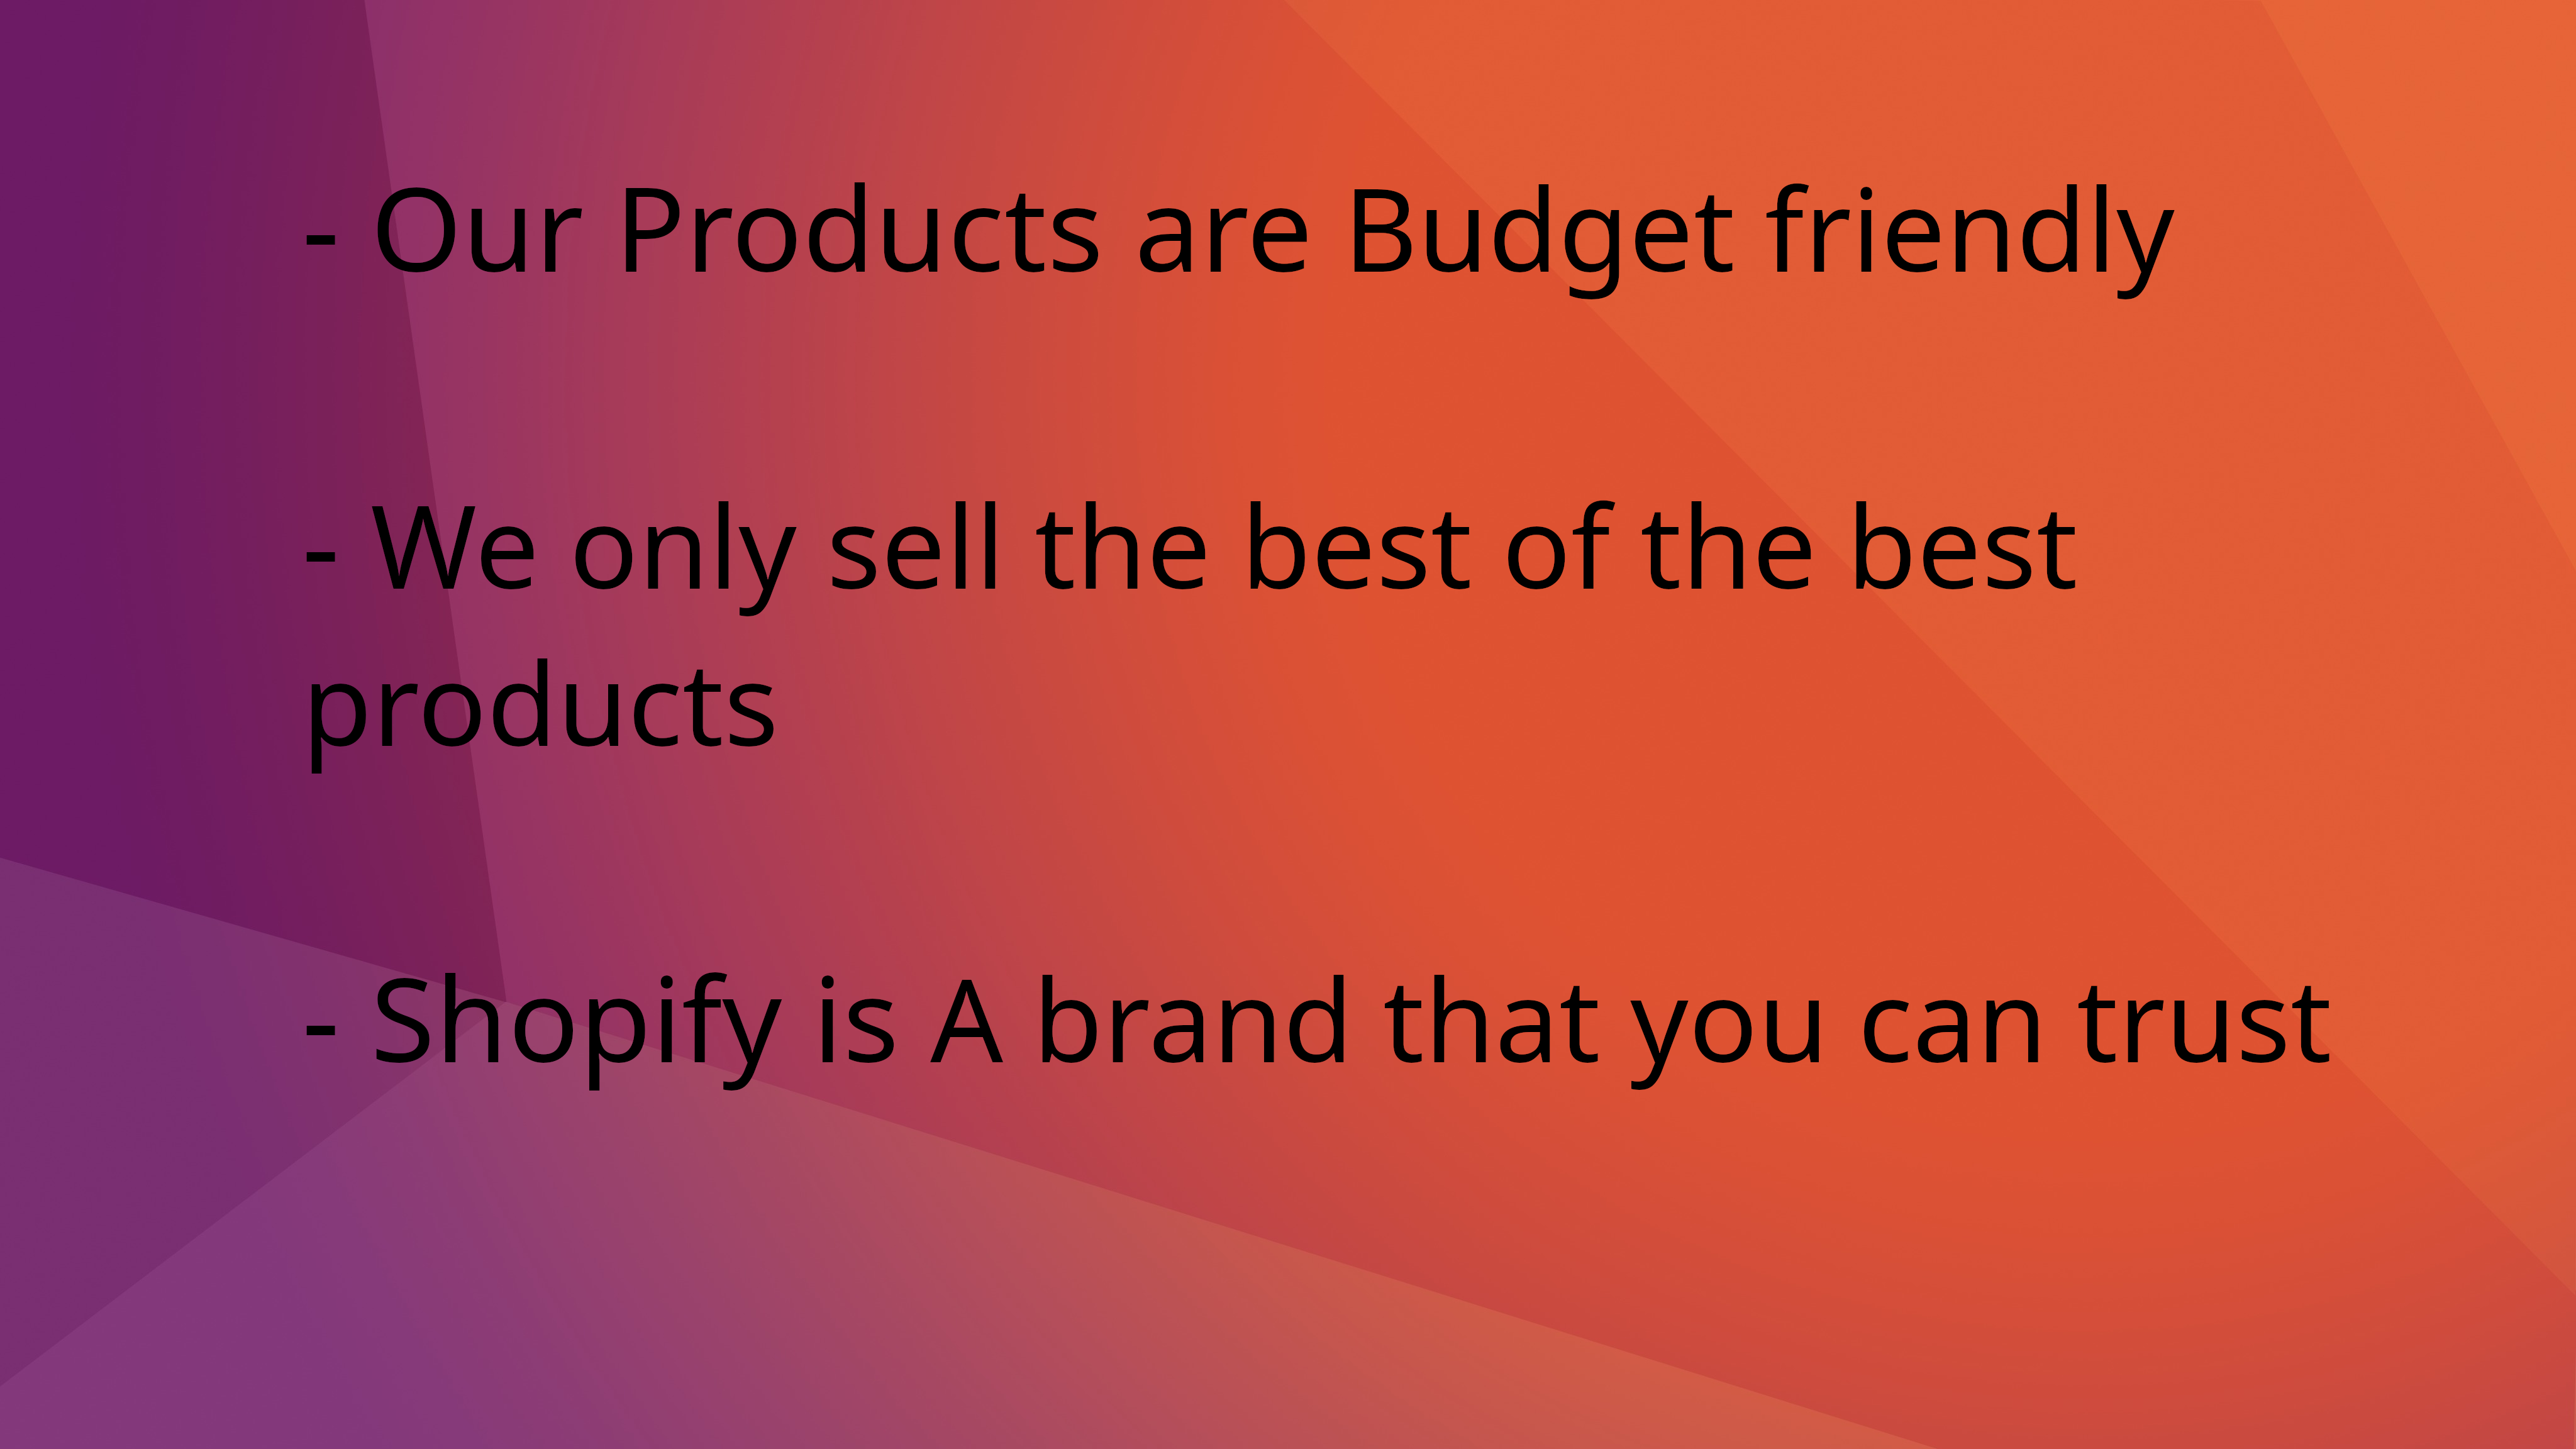 - Our Products are Budget friendly
- We only sell the best of the best
products
- Shopify is A brand that you can trust